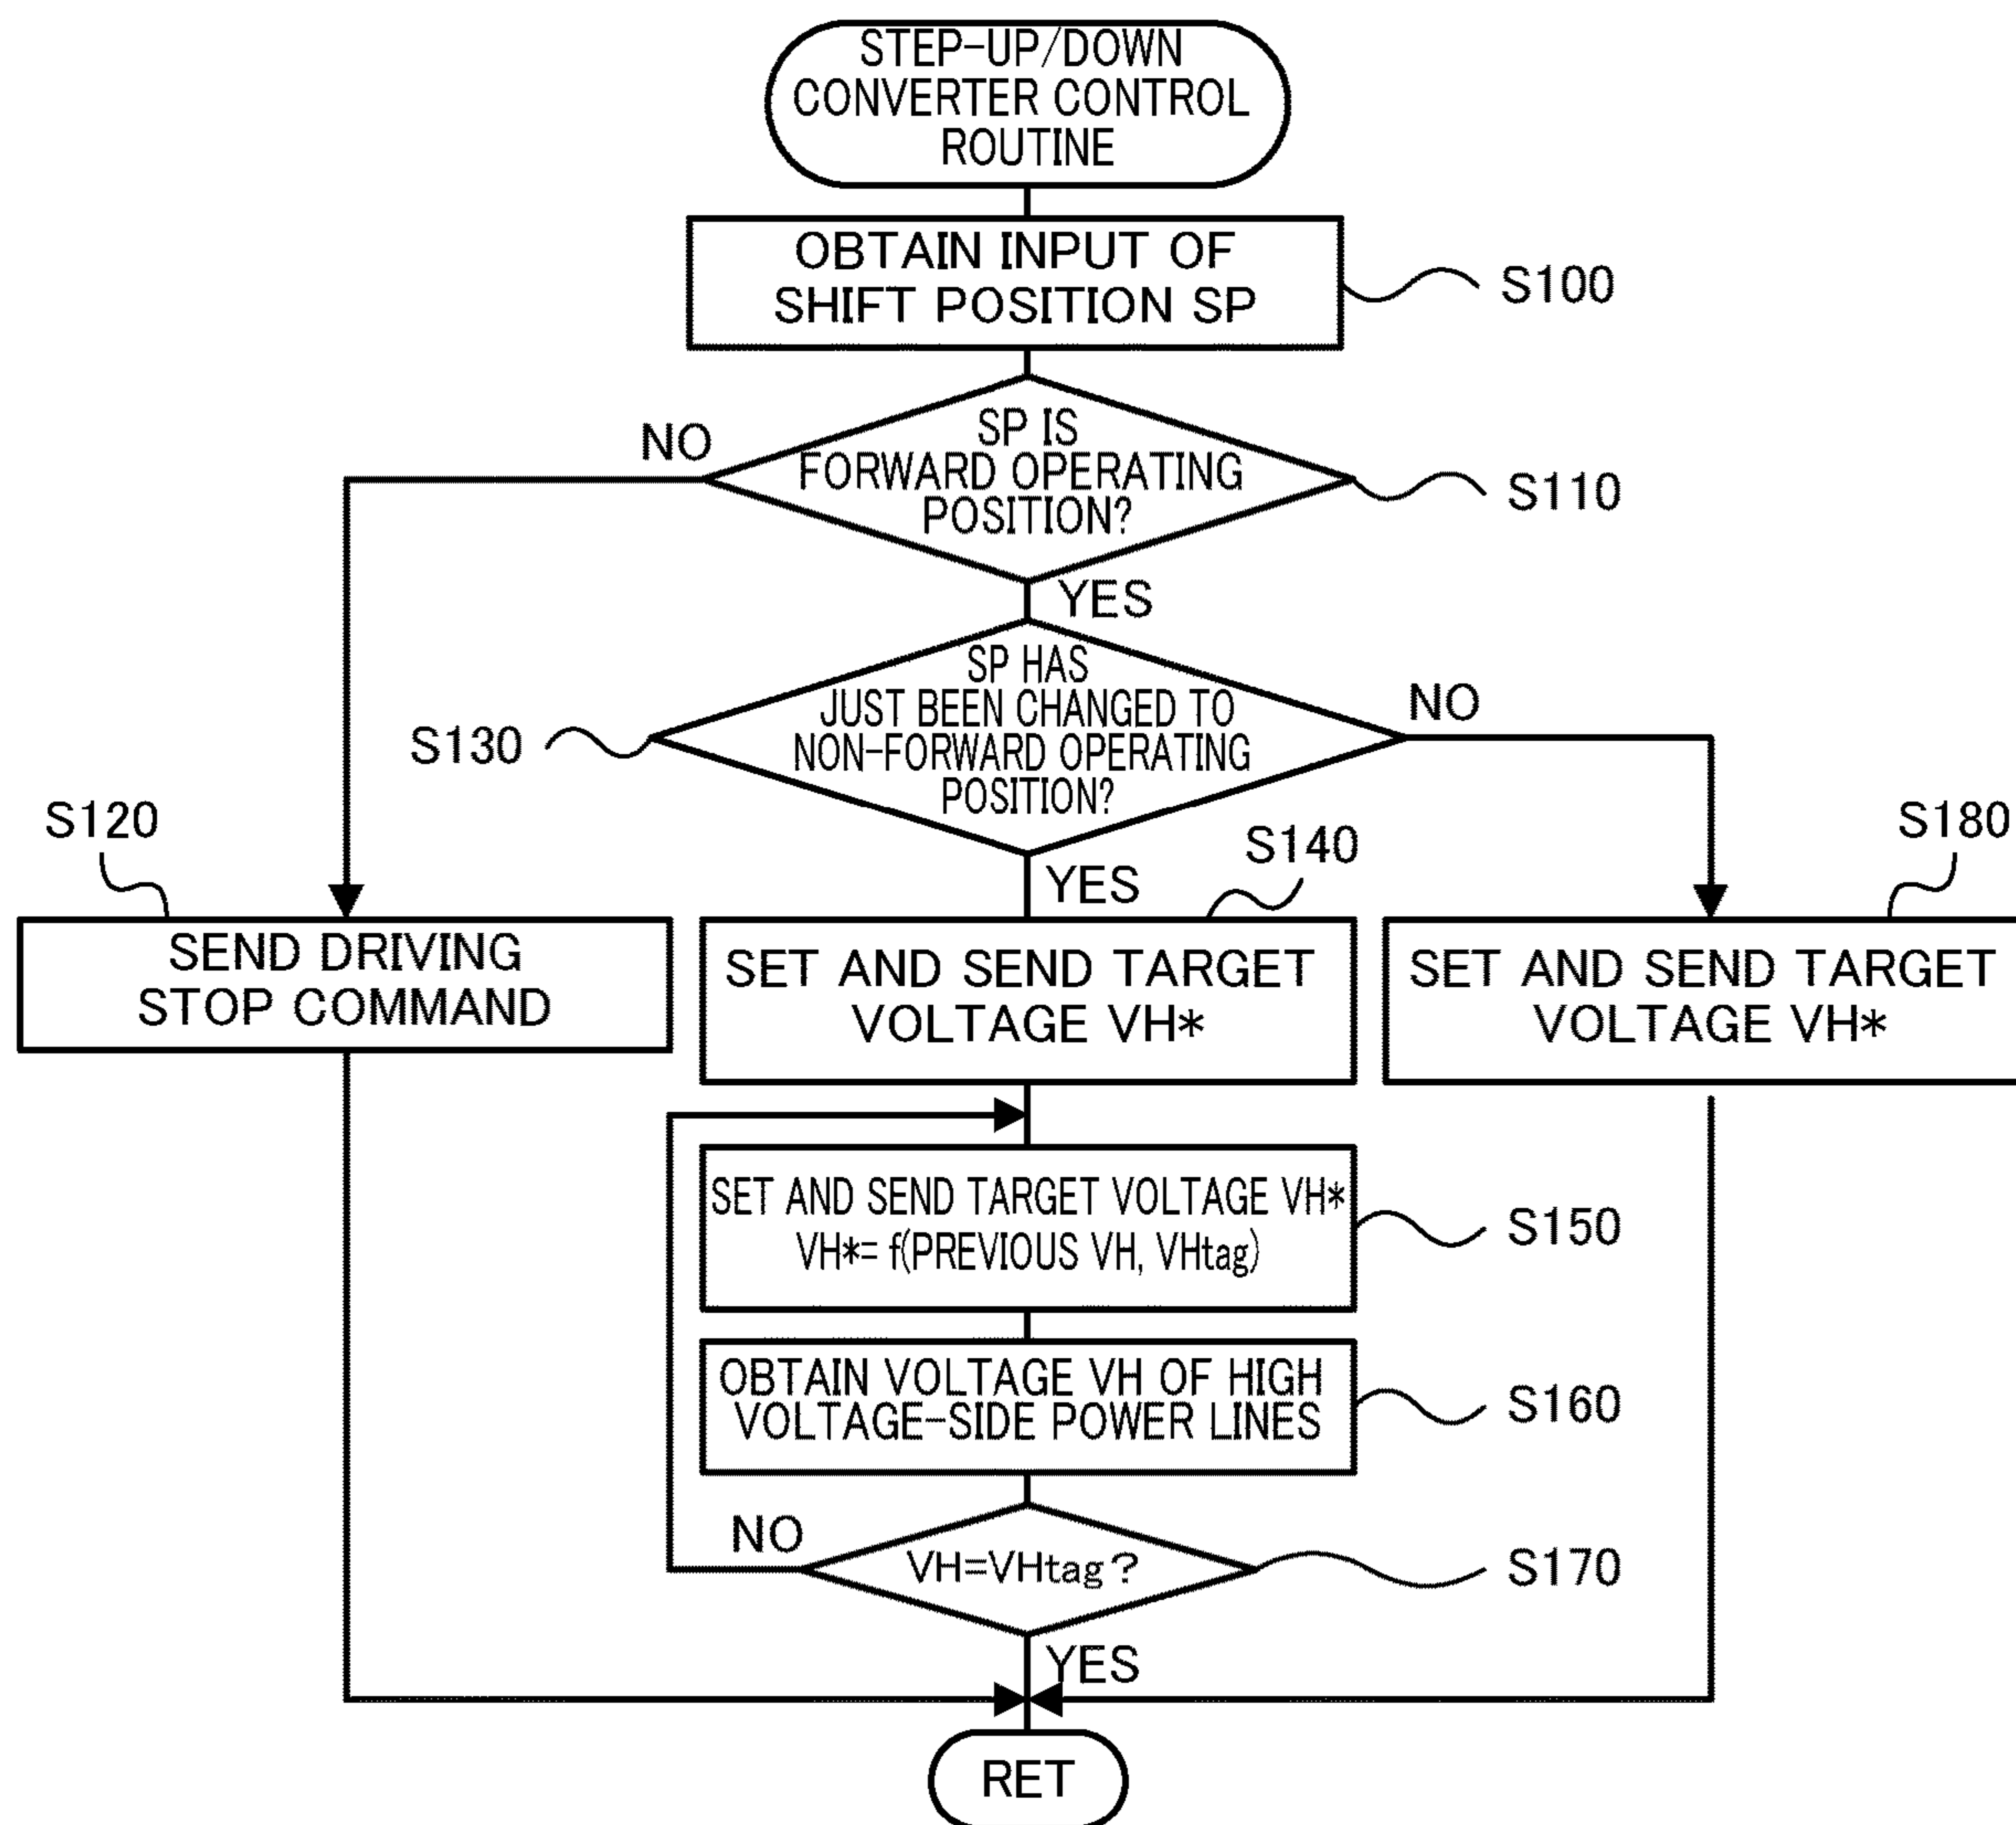 STEP-UP/DOWN
CONVERTER CONTROL
ROUTINE
OBTAIN INPUT OF
SHIFT POSITION SP
S100
SP IS
FORWARD OPERATING
POSITION?
NO
S110
YES
SP HAS
JUST BEEN CHANGED TO
NON-FORWARD OPERATING
POSITION?
NO
S130
S120
YES
S140
S180
SEND DRIVING
STOP COMMAND
SET AND SEND TARGET
VOLTAGE VH*
SET AND SEND TARGET
VOLTAGE VH*
SET AND SEND TARGET VOLTAGE VH*
VH*= f(PREVIOUS VH, VHtag)
S150
OBTAIN VOLTAGE VH OF HIGH
VOLTAGE-SIDE POWER LINES
S160
NO
VH=VHtag?
S170
YES
RET